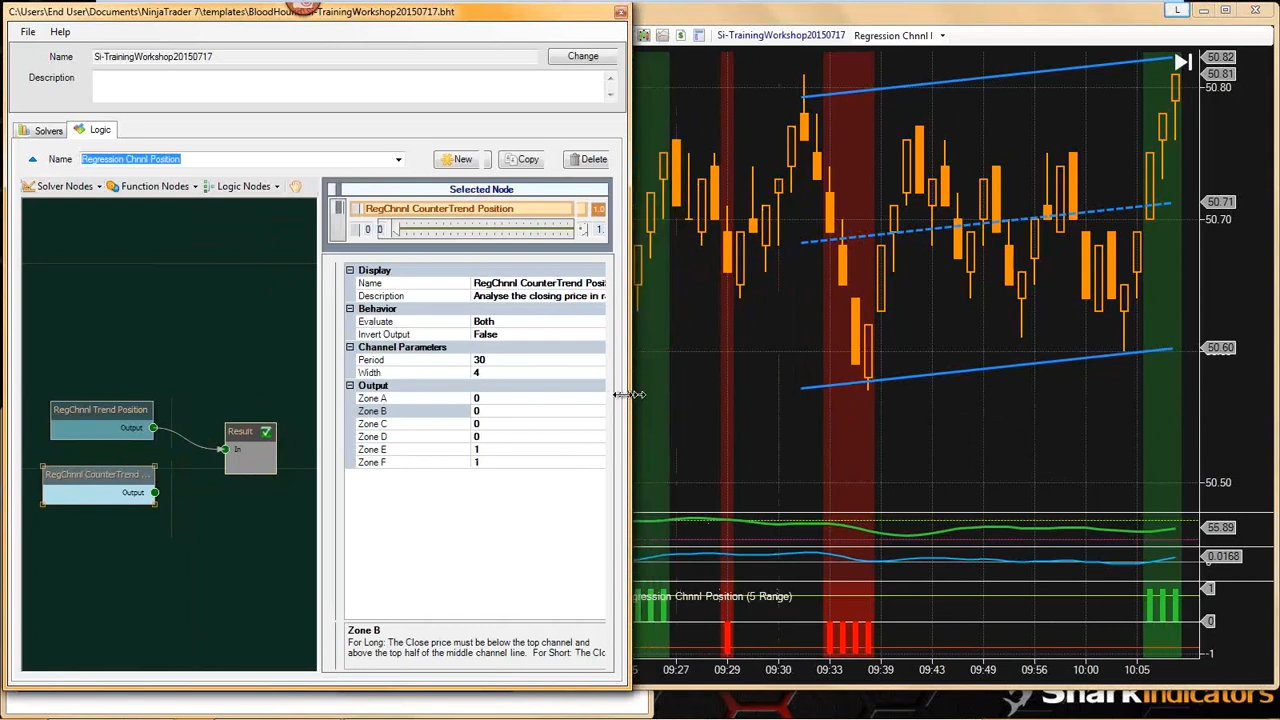 C:\Users\End User\Documents\NinjaTrader 7\templates\BloodHound\Si-TrainingWorkshop20150717.bht
File Help
Name Si-TrainingWorkshop20150717 Change
Description
Solvers Logic
Name Regression Chnnl Position New Copy Delete
Solver Nodes Function Nodes Logic Nodes
Selected Node
RegChnnl CounterTrend Position 1.0
0 0 1.
Display
Name RegChnnl CounterTrend Posi
Description Analyse the closing price in r
Behavior
Evaluate Both
Invert Output False
Channel Parameters
Period 30
Width 4
Output
Zone A 0
Zone B 0
Zone C 0
Zone D 0
Zone E 1
Zone F 1
RegChnnl Trend Position
Output
Result
In
RegChnnl CounterTrend ...
Output
Zone B
For Long: The Close price must be below the top channel and
above the top half of the middle channel line. For Short: The Clo
L
Si-TrainingWorkshop20150717 Regression Chnnl I
50.82
50.81
50.80
50.71
50.70
50.60
50.50
55.89
0.0168
gression Chnnl Position (5 Range)
1
0
-1
09:27 09:29 09:30 09:33 09:39 09:43 09:56 10:00 10:05
SharkIndicators